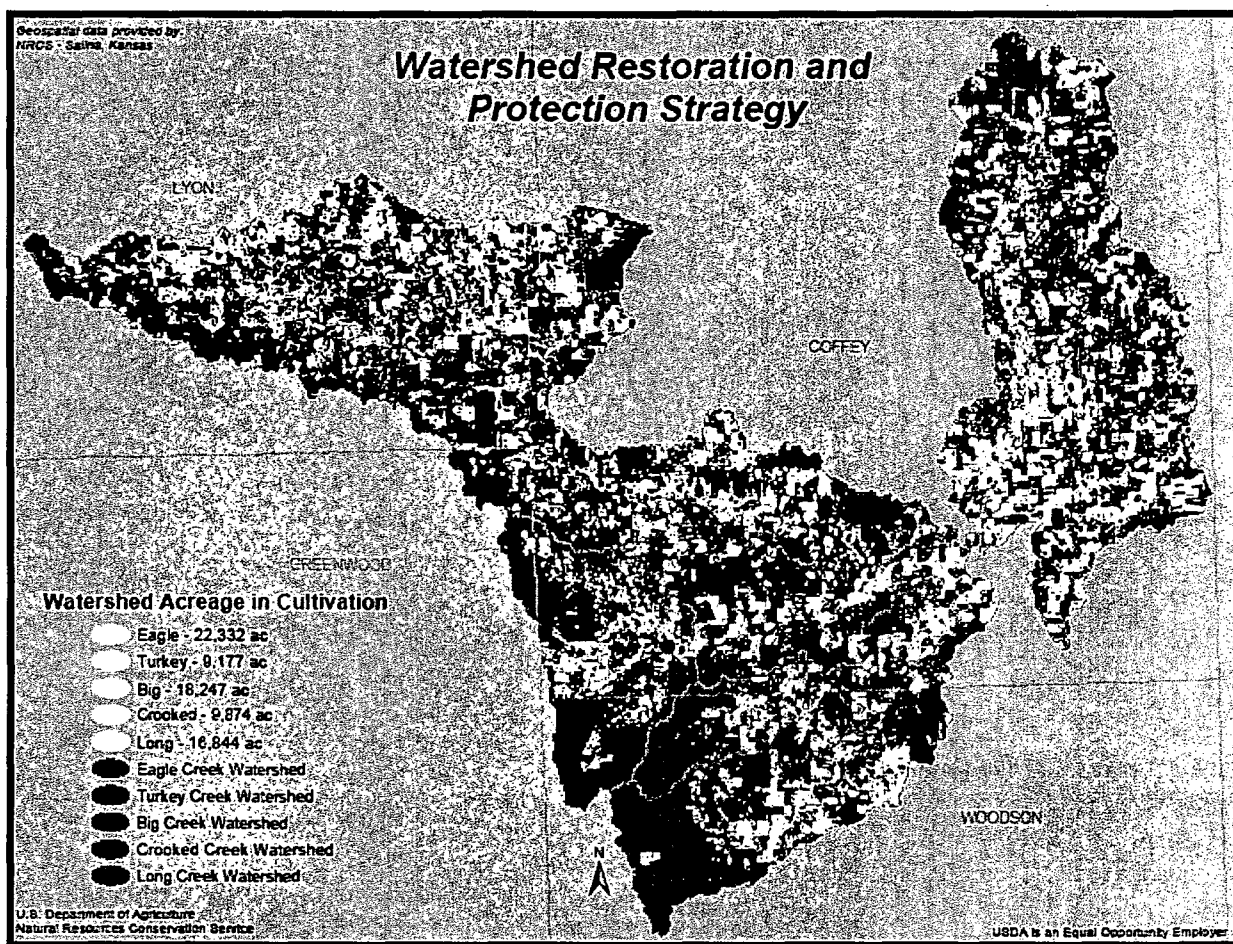 Geospatial data provided by:
NRCS - Salina, Kansas
Watershed Restoration and
Protection Strategy
LYON
COFFEY
GREENWOOD
Watershed Acreage in Cultivation
Eagle - 22,332 ac
Turkey - 9,177 ac
Big - 18,247 ac
Crooked - 9,874 ac
Long - 16,844 ac
Eagle Creek Watershed
Turkey Creek Watershed
Big Creek Watershed
Crooked Creek Watershed
Long Creek Watershed
WOODSON
N
U.S. Department of Agriculture
Natural Resources Conservation Service
USDA is an Equal Opportunity Employer